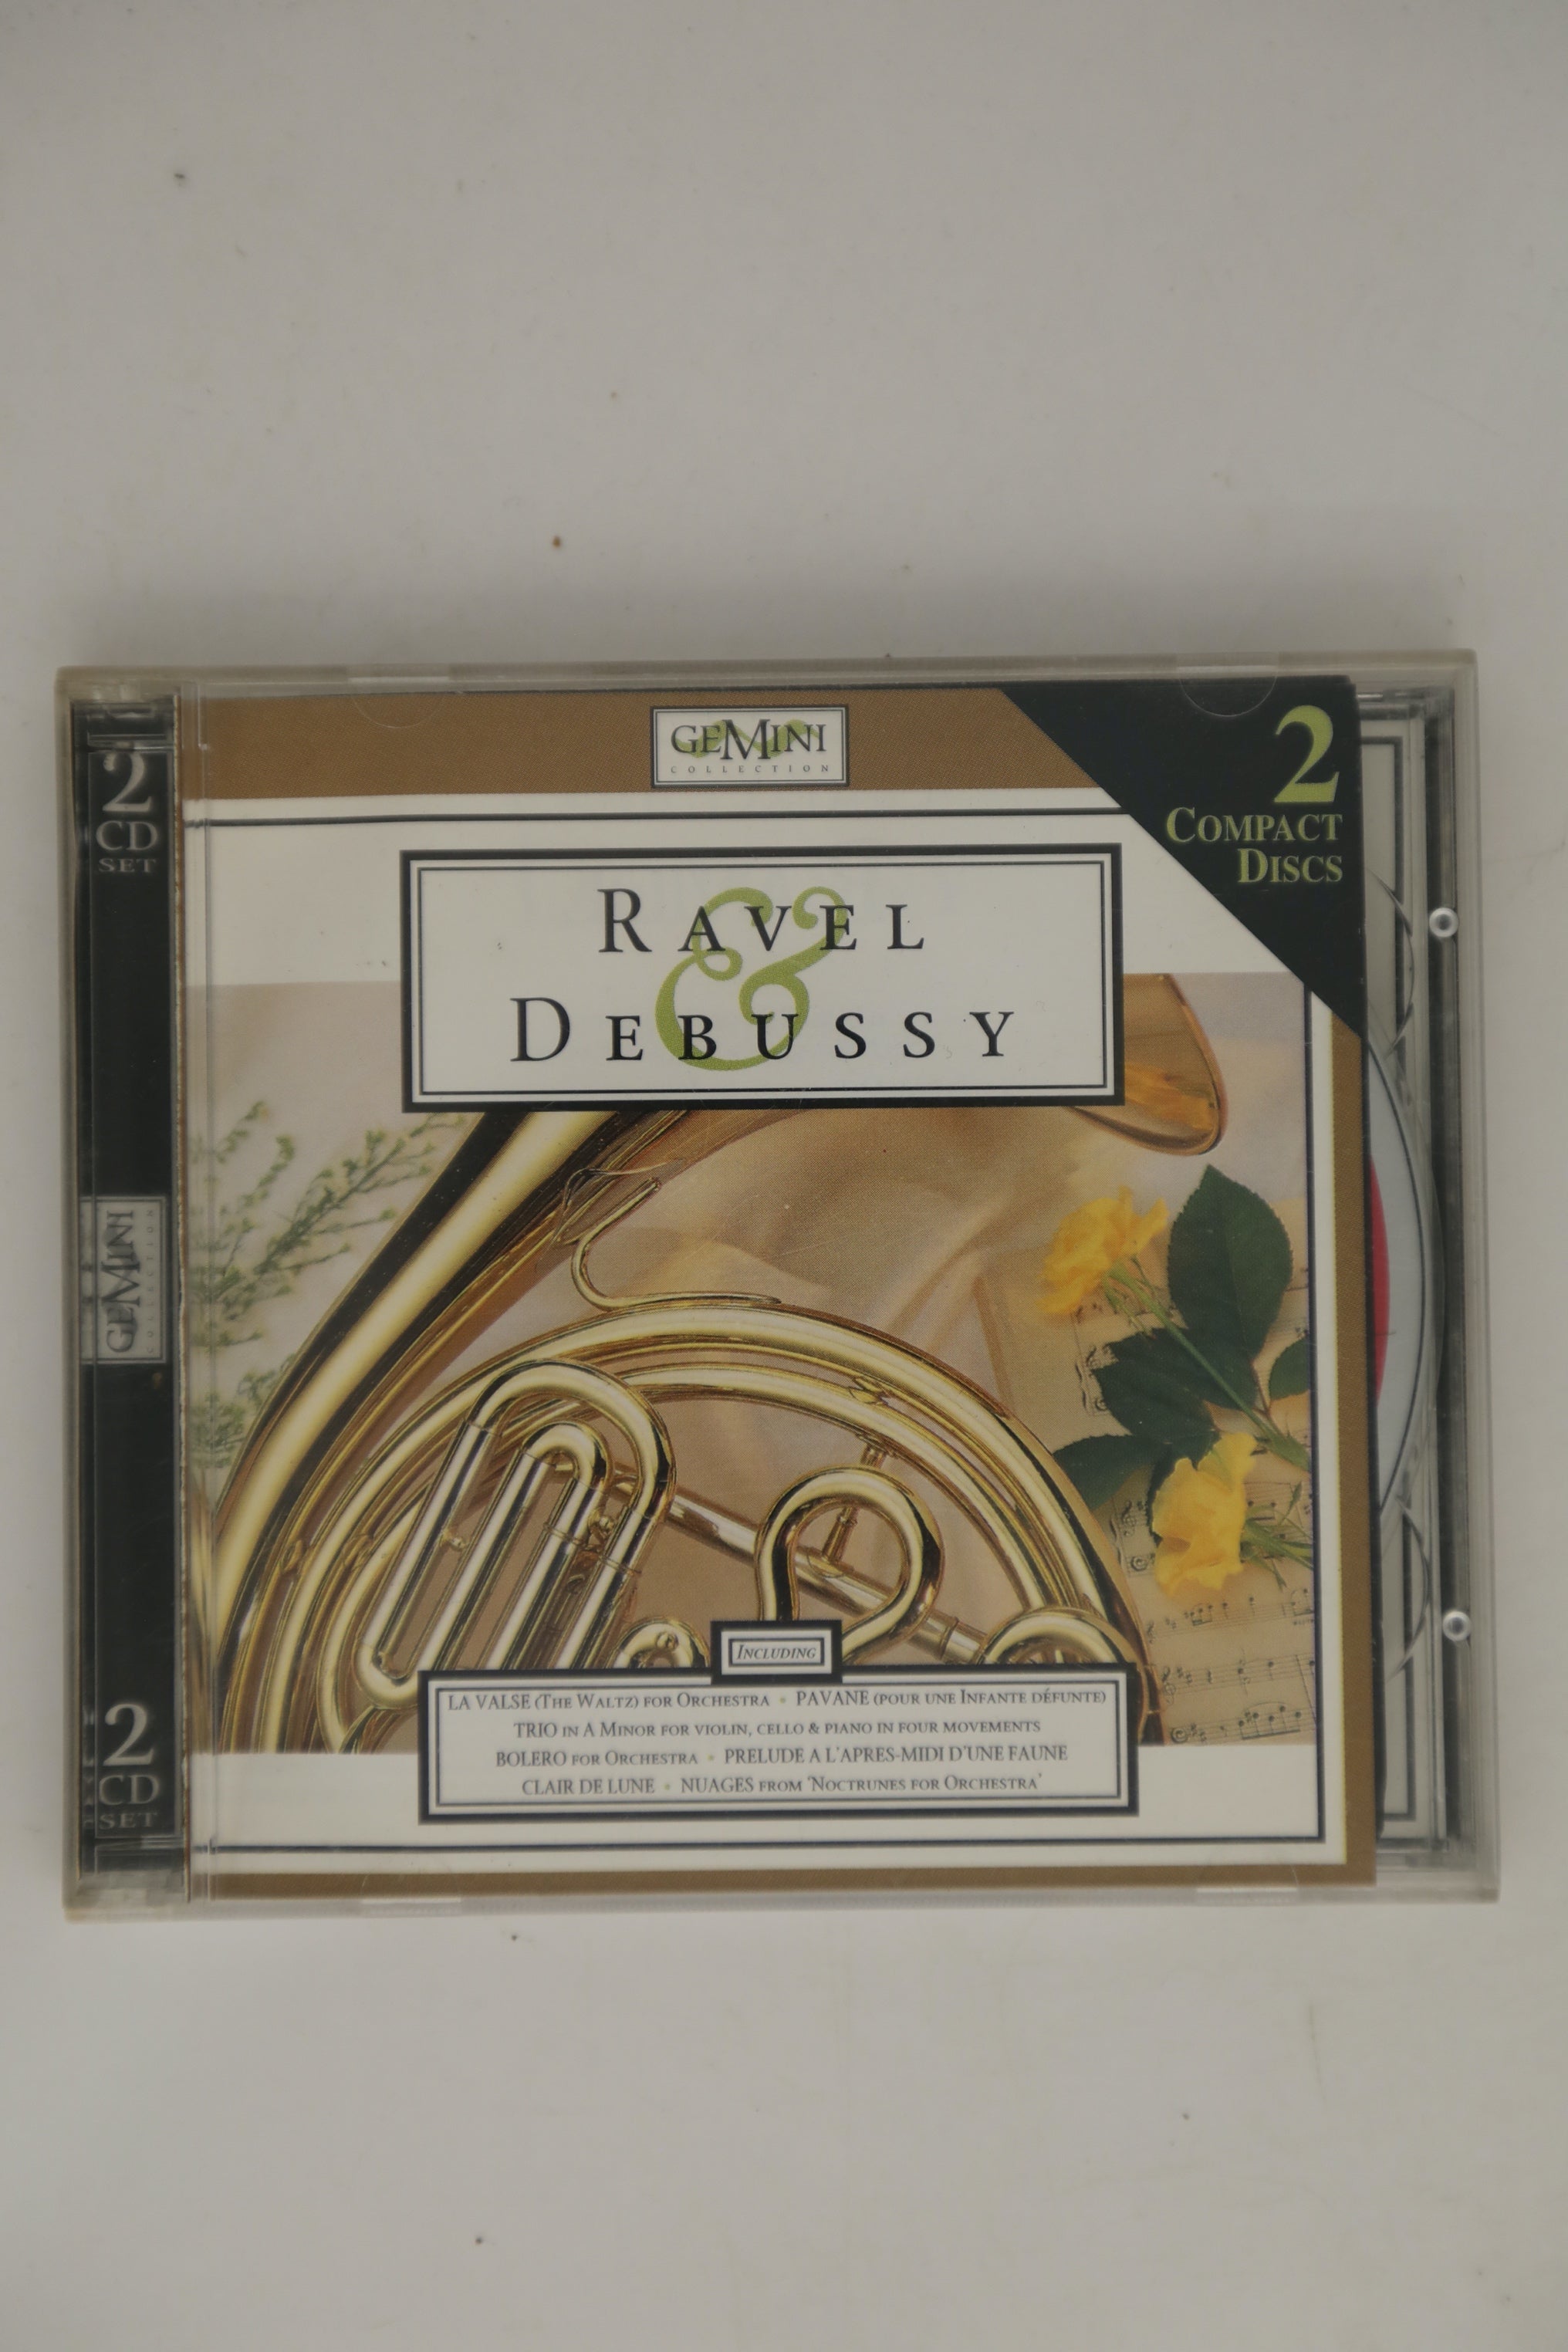 2
CD
SET
GEMINI
COLLECTION
2
CD
SET
GEMINI
COLLECTION
2
COMPACT
DISCS
RAVEL
&
DEBUSSY
INCLUDING
LA VALSE (THE WALTZ) FOR ORCHESTRA • PAVANE (POUR UNE INFANTE DÉFUNTE)
TRIO IN A MINOR FOR VIOLIN, CELLO & PIANO IN FOUR MOVEMENTS
BOLERO FOR ORCHESTRA • PRELUDE A L'APRES-MIDI D'UNE FAUNE
CLAIR DE LUNE • NUAGES FROM 'NOCTRUNES FOR ORCHESTRA'